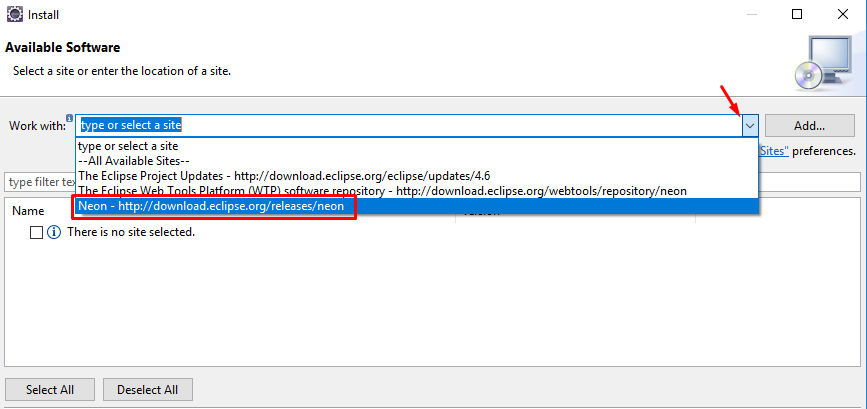 Install
Available Software
Select a site or enter the location of a site.
Work with: type or select a site Add...
type or select a site
--All Available Sites--
Sites" preferences.
The Eclipse Project Updates - http://download.eclipse.org/eclipse/updates/4.6
type filter tex
The Eclipse Web Tools Platform (WTP) software repository - http://download.eclipse.org/webtools/repository/neon
Neon - http://download.eclipse.org/releases/neon
Name
There is no site selected.
Select All Deselect All